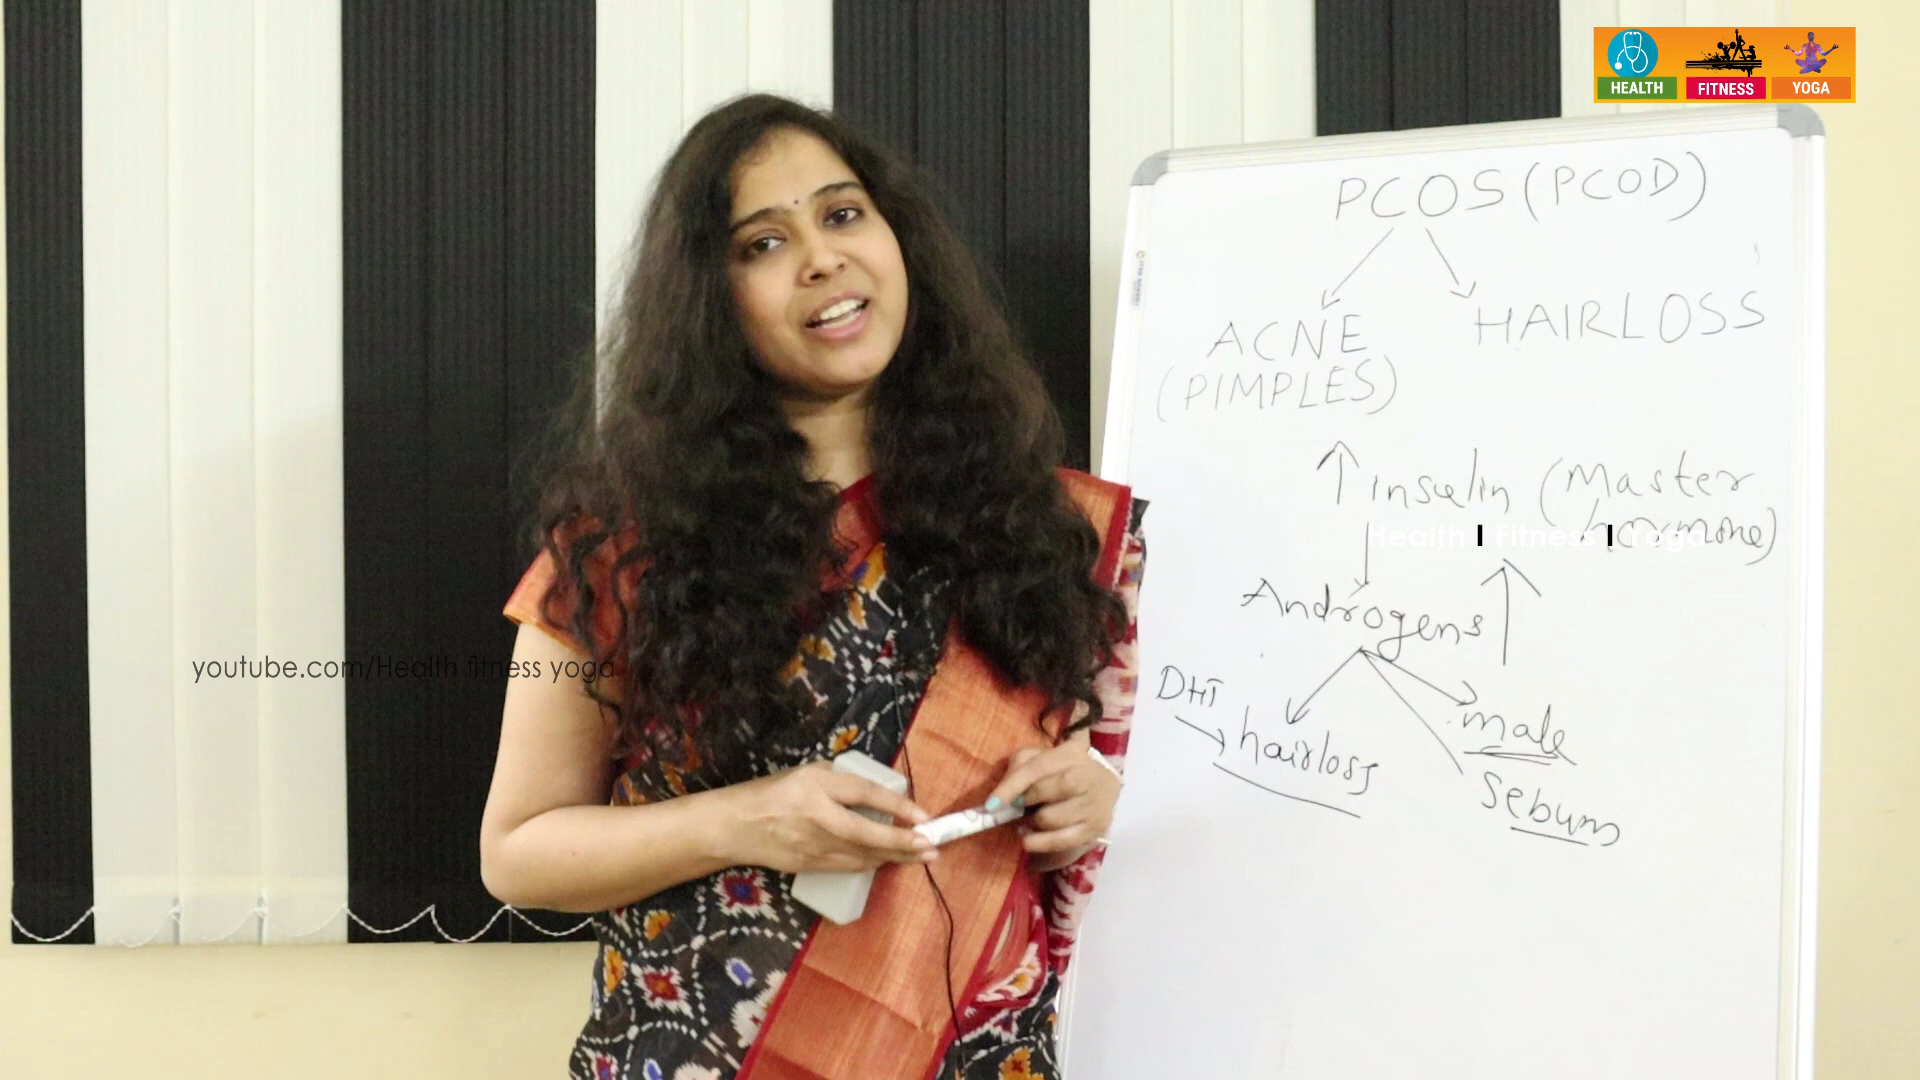 HEALTH FITNESS YOGA
PCOS (PCOD)
ACNE HAIRLOSS
(PIMPLES)
↑ insulin (Master
hormone)
Health I Fitness I Yoga
Androgens ↑
youtube.com/Health fitness yoga
DHT
male
hairloss
Sebum